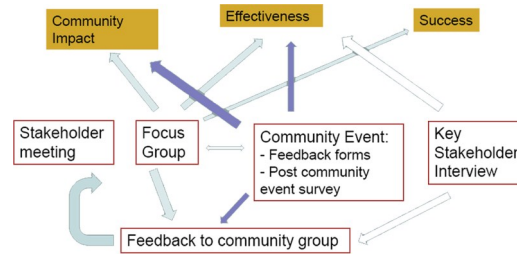 Community
Impact
Effectiveness
Success
Stakeholder
meeting
Focus
Group
Community Event:
- Feedback forms
- Post community
event survey
Key
Stakeholder
Interview
Feedback to community group